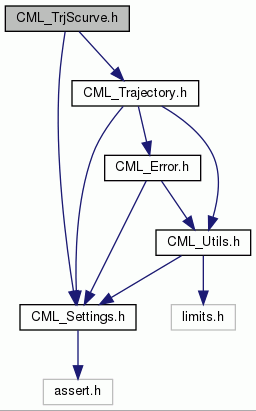 CML_TrjScurve.h
CML_Trajectory.h
CML_Error.h
CML_Utils.h
CML_Settings.h
limits.h
assert.h